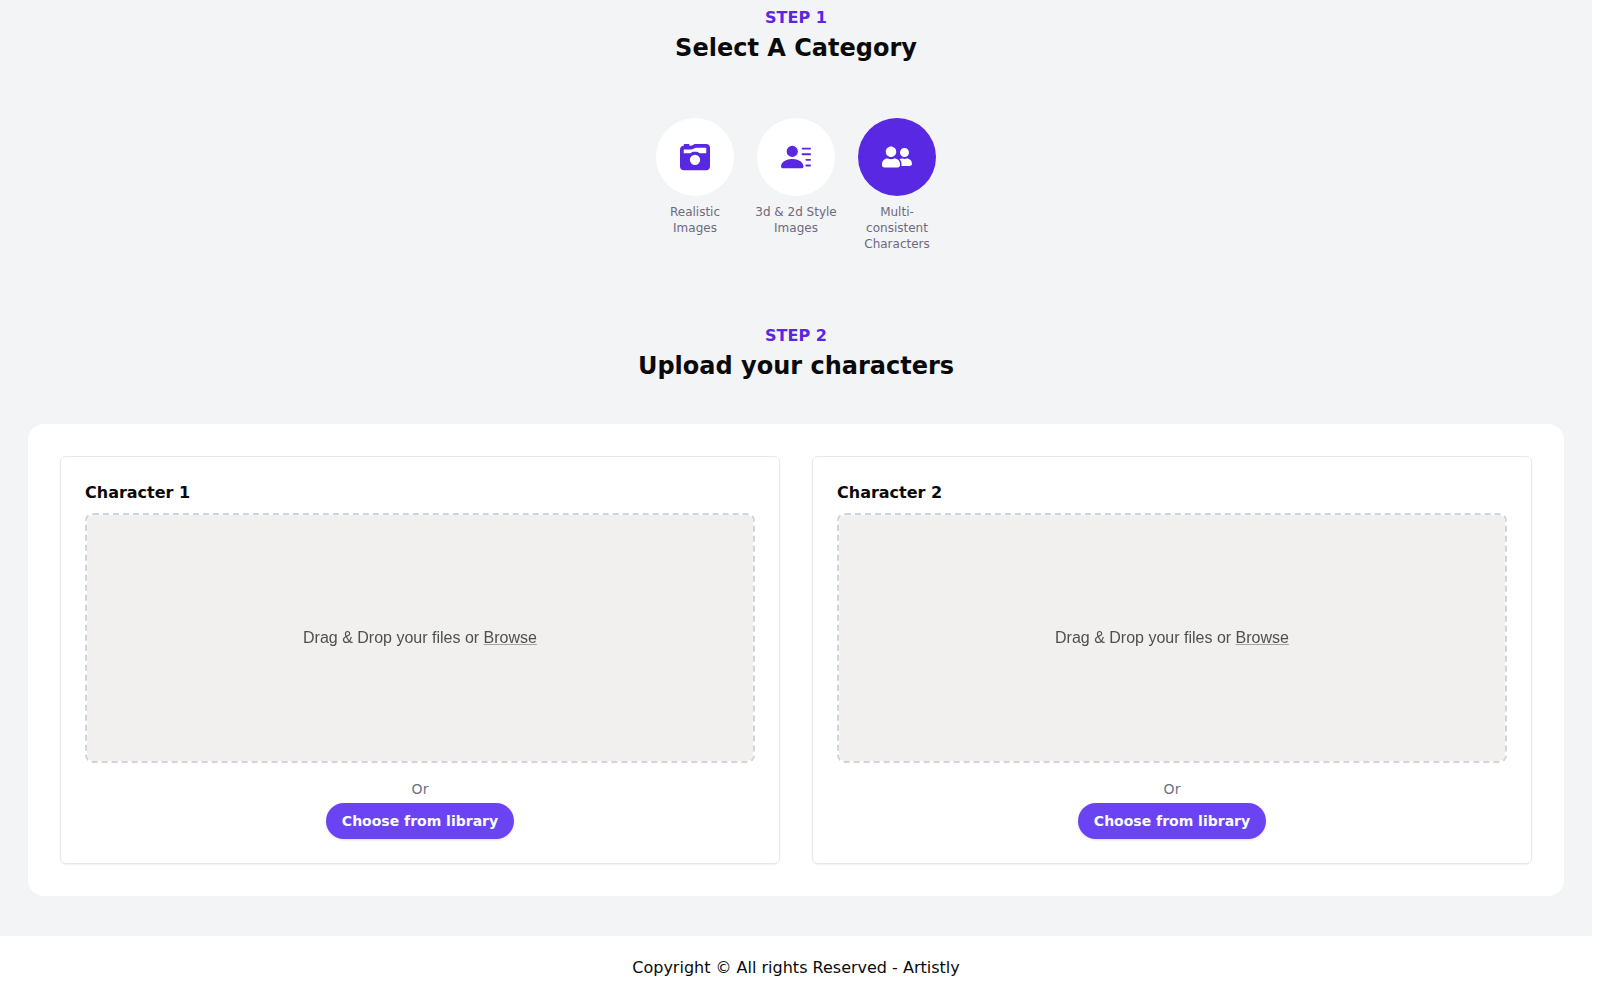 STEP 1
Select A Category
Realistic
Images
3d & 2d Style
Images
Multi-
consistent
Characters
STEP 2
Upload your characters
Character 1
Drag & Drop your files or Browse
Or
Choose from library
Character 2
Drag & Drop your files or Browse
Or
Choose from library
Copyright © All rights Reserved - Artistly